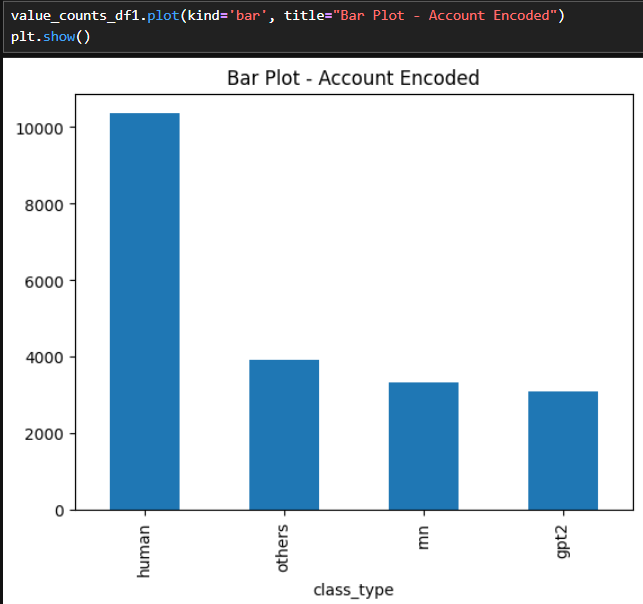 value_counts_df1.plot(kind='bar', title="Bar Plot - Account Encoded")
plt.show()
Bar Plot - Account Encoded
10000
8000
6000
4000
2000
0
human
others
rnn
gpt2
class_type